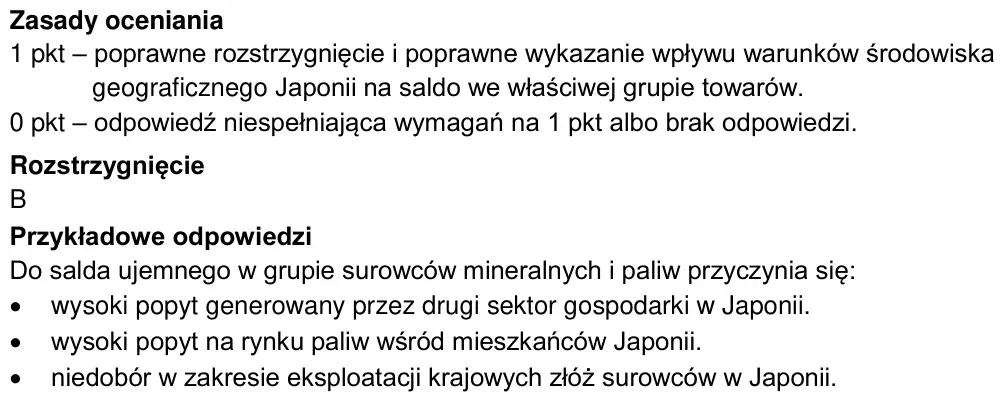 Zasady oceniania
1 pkt – poprawne rozstrzygnięcie i poprawne wykazanie wpływu warunków środowiska
geograficznego Japonii na saldo we właściwej grupie towarów.
0 pkt – odpowiedź niespełniająca wymagań na 1 pkt albo brak odpowiedzi.
Rozstrzygnięcie
B
Przykładowe odpowiedzi
Do salda ujemnego w grupie surowców mineralnych i paliw przyczynia się:
• wysoki popyt generowany przez drugi sektor gospodarki w Japonii.
• wysoki popyt na rynku paliw wśród mieszkańców Japonii.
• niedobór w zakresie eksploatacji krajowych złóż surowców w Japonii.